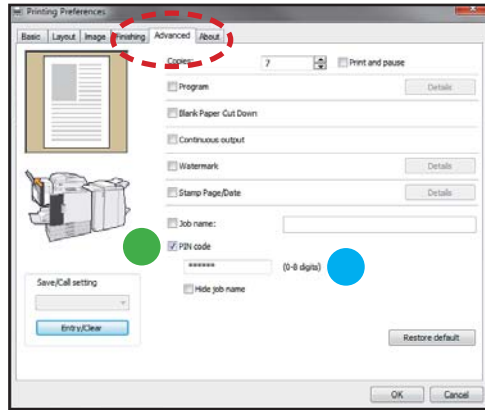 Printing Preferences
Basic Layout Image Finishing Advanced About
Copies: 7 Print and pause
Program Details
Blank Paper Cut Down
Continuous output
Watermark Details
Stamp Page/Date Details
Job name:
PIN code
****** (0-8 digits)
Hide job name
Save/Call setting
Entry/Clear
Restore default
OK Cancel